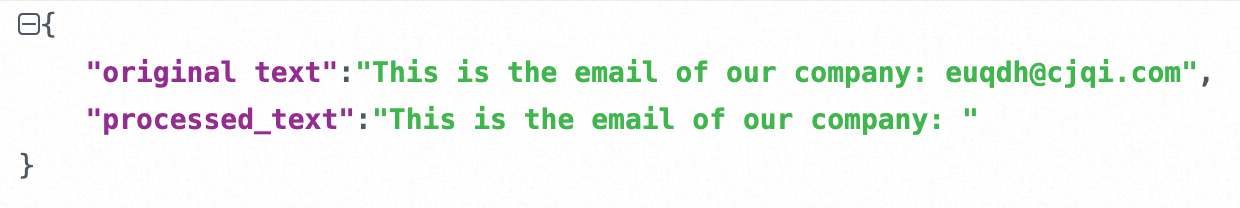 {
"original text":"This is the email of our company: euqdh@cjqi.com",
"processed_text":"This is the email of our company: "
}